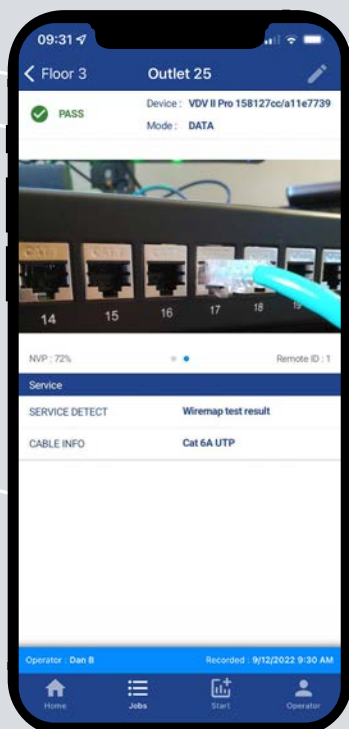 09:31
Floor 3
Outlet 25
PASS
Device : VDV II Pro 158127cc/a11e7739
Mode : DATA
14 15 16 17 18 19
NVP : 72%
Remote ID : 1
Service
SERVICE DETECT Wiremap test result
CABLE INFO Cat 6A UTP
Operator : Dan B
Recorded : 9/12/2022 9:30 AM
Home Jobs Start Operator